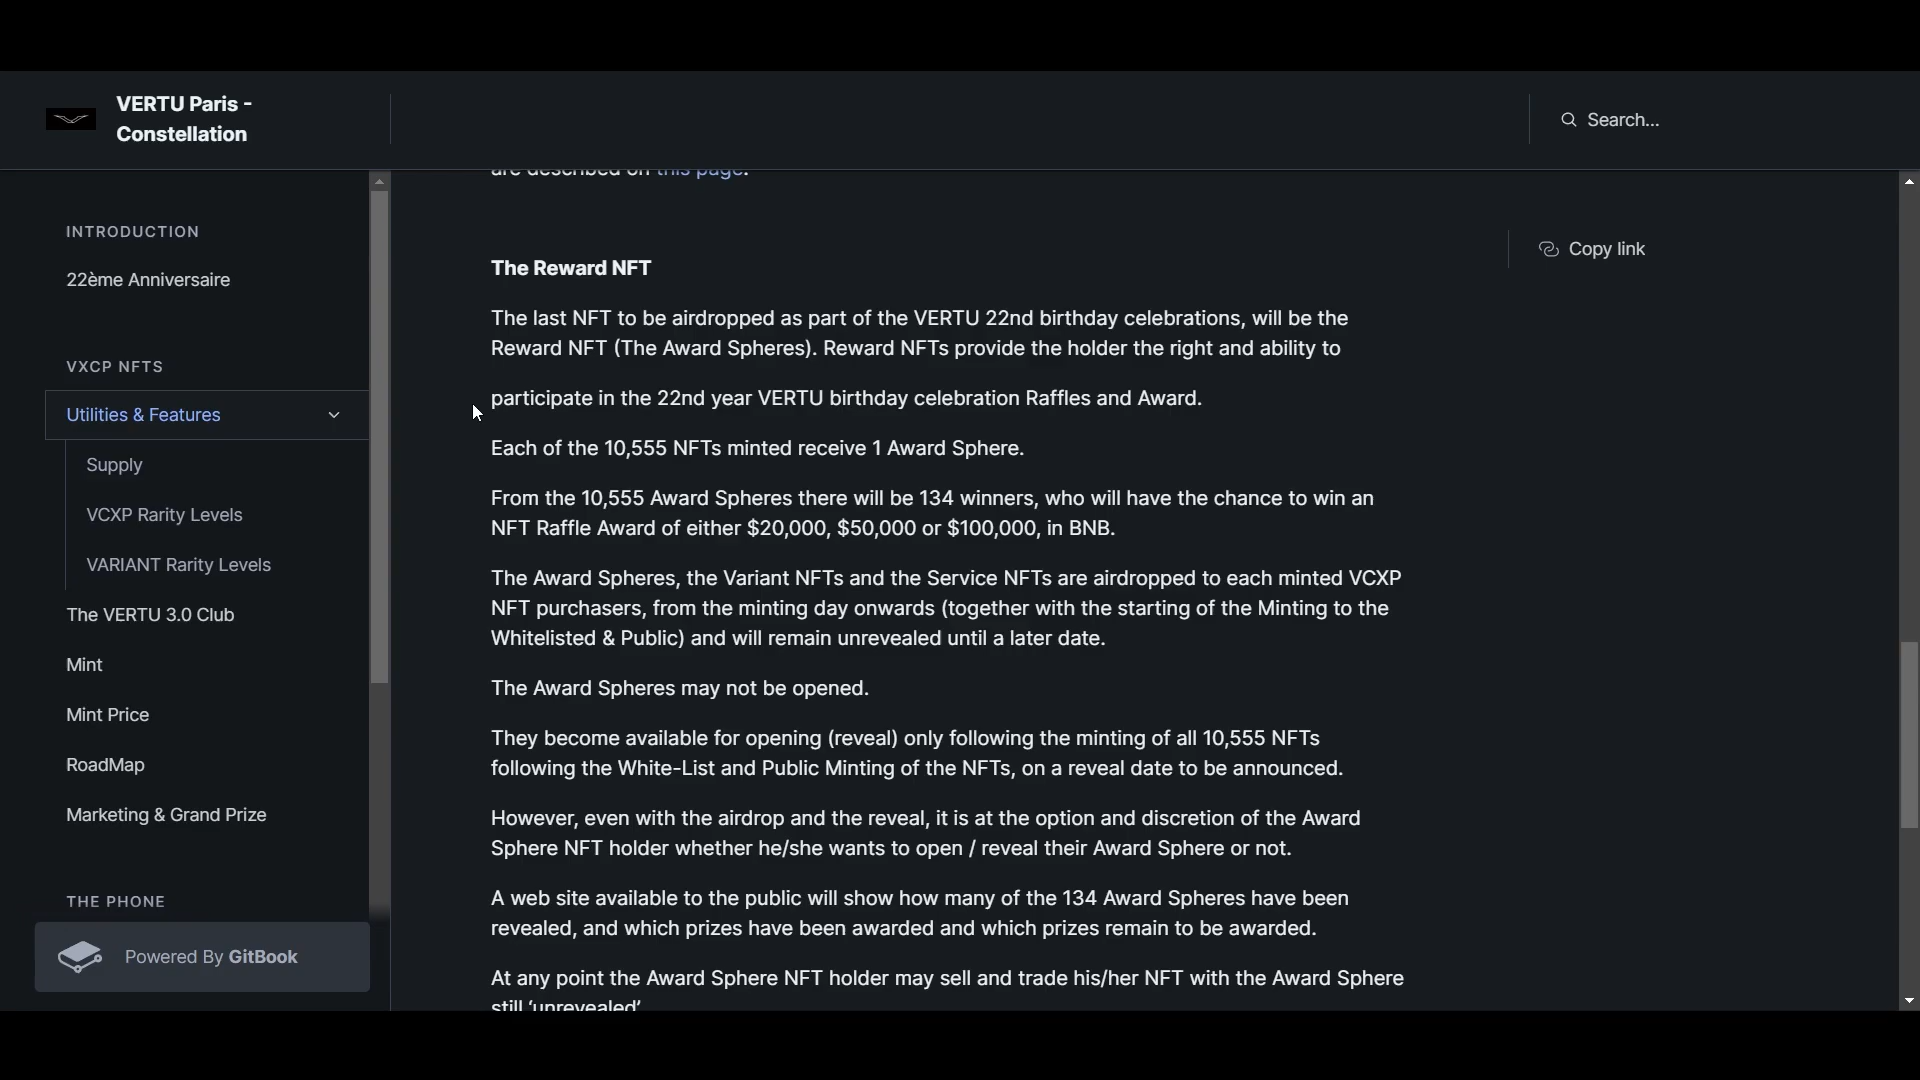 VERTU Paris -
Constellation
Search...
INTRODUCTION
22ème Anniversaire
VXCP NFTS
Utilities & Features
Supply
VCXP Rarity Levels
VARIANT Rarity Levels
The VERTU 3.0 Club
Mint
Mint Price
RoadMap
Marketing & Grand Prize
THE PHONE
Powered By GitBook
are described on this page.
The Reward NFT
The last NFT to be airdropped as part of the VERTU 22nd birthday celebrations, will be the
Reward NFT (The Award Spheres). Reward NFTs provide the holder the right and ability to
participate in the 22nd year VERTU birthday celebration Raffles and Award.
Each of the 10,555 NFTs minted receive 1 Award Sphere.
From the 10,555 Award Spheres there will be 134 winners, who will have the chance to win an
NFT Raffle Award of either $20,000, $50,000 or $100,000, in BNB.
The Award Spheres, the Variant NFTs and the Service NFTs are airdropped to each minted VCXP
NFT purchasers, from the minting day onwards (together with the starting of the Minting to the
Whitelisted & Public) and will remain unrevealed until a later date.
The Award Spheres may not be opened.
They become available for opening (reveal) only following the minting of all 10,555 NFTs
following the White-List and Public Minting of the NFTs, on a reveal date to be announced.
However, even with the airdrop and the reveal, it is at the option and discretion of the Award
Sphere NFT holder whether he/she wants to open / reveal their Award Sphere or not.
A web site available to the public will show how many of the 134 Award Spheres have been
revealed, and which prizes have been awarded and which prizes remain to be awarded.
At any point the Award Sphere NFT holder may sell and trade his/her NFT with the Award Sphere
still ‘unrevealed’
Copy link